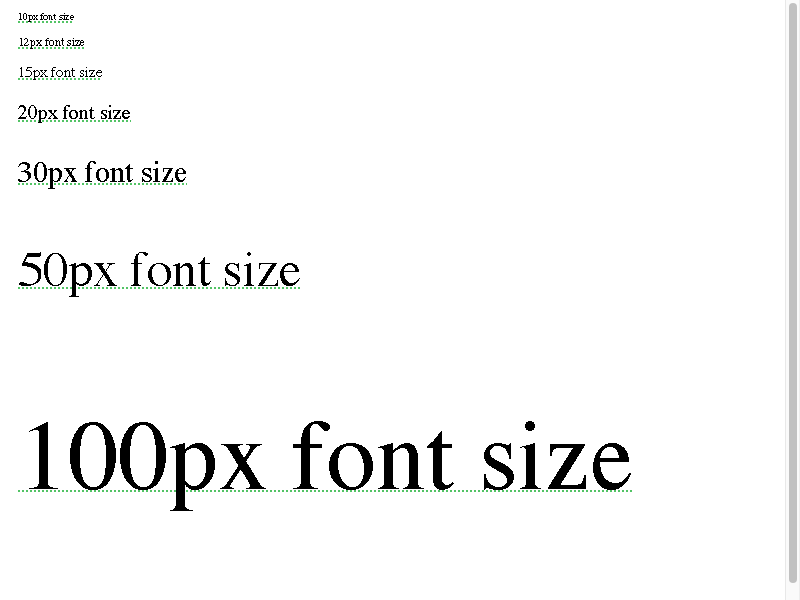 10px font size
12px font size
15px font size
20px font size
30px font size
50px font size
100px font size